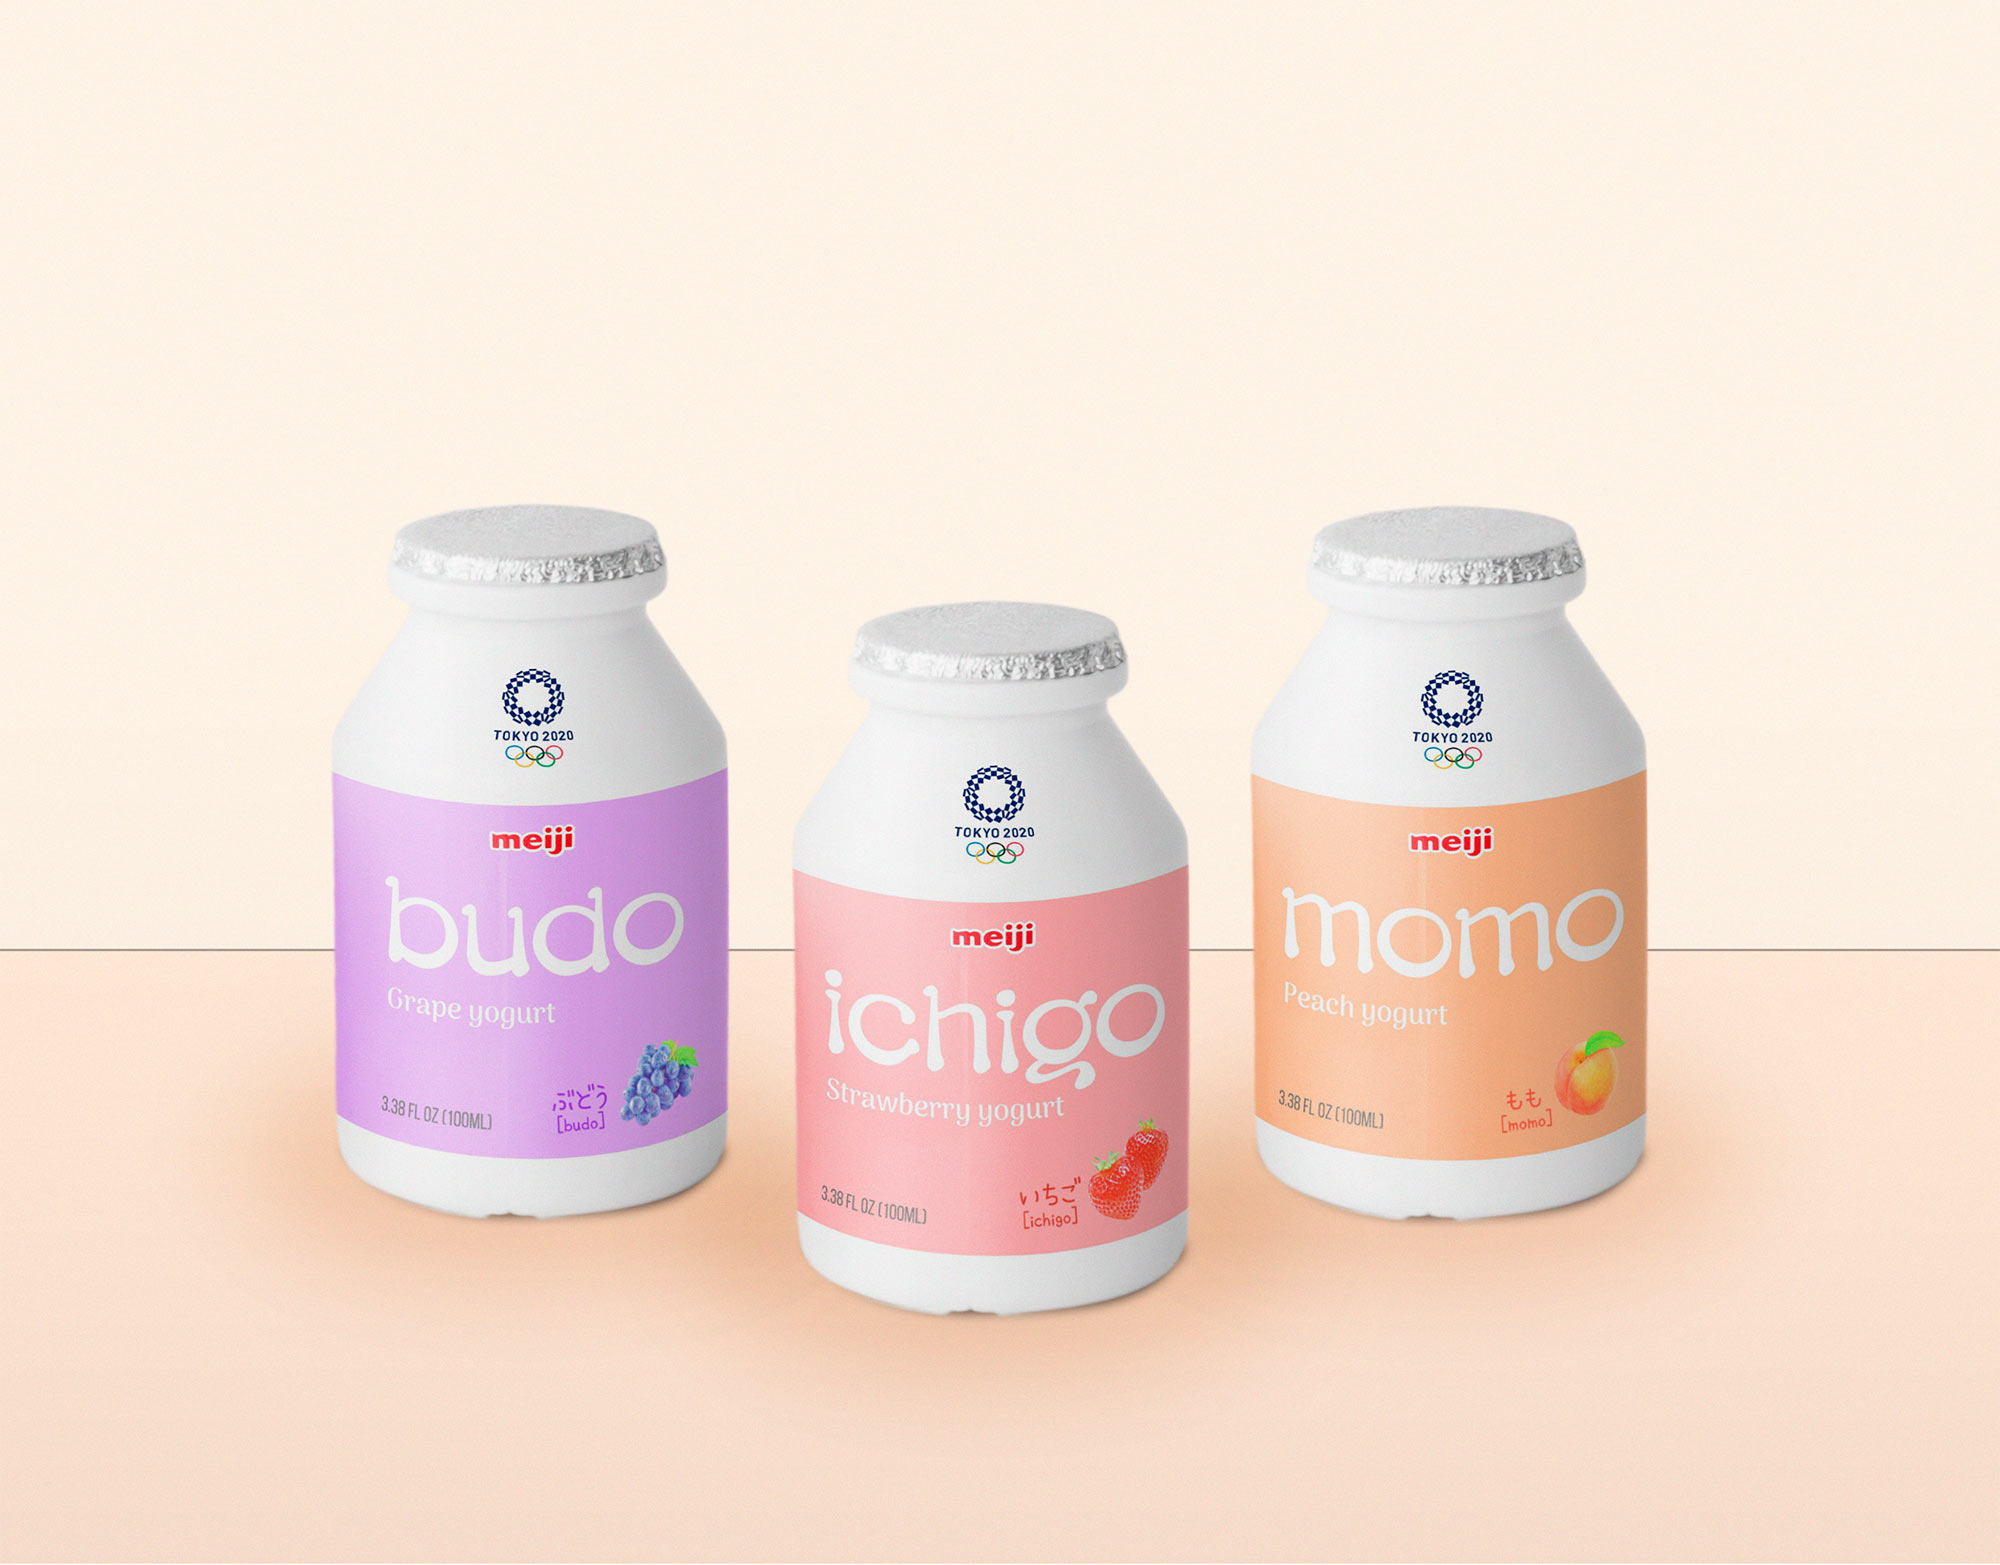 TOKYO 2020
meiji
budo
Grape yogurt
3.38 FL OZ (100ML)
ぶどう
[budo]
TOKYO 2020
meiji
ichigo
Strawberry yogurt
3.38 FL OZ (100ML)
いちご
[ichigo]
TOKYO 2020
meiji
momo
Peach yogurt
3.38 FL OZ (100ML)
もも
[momo]